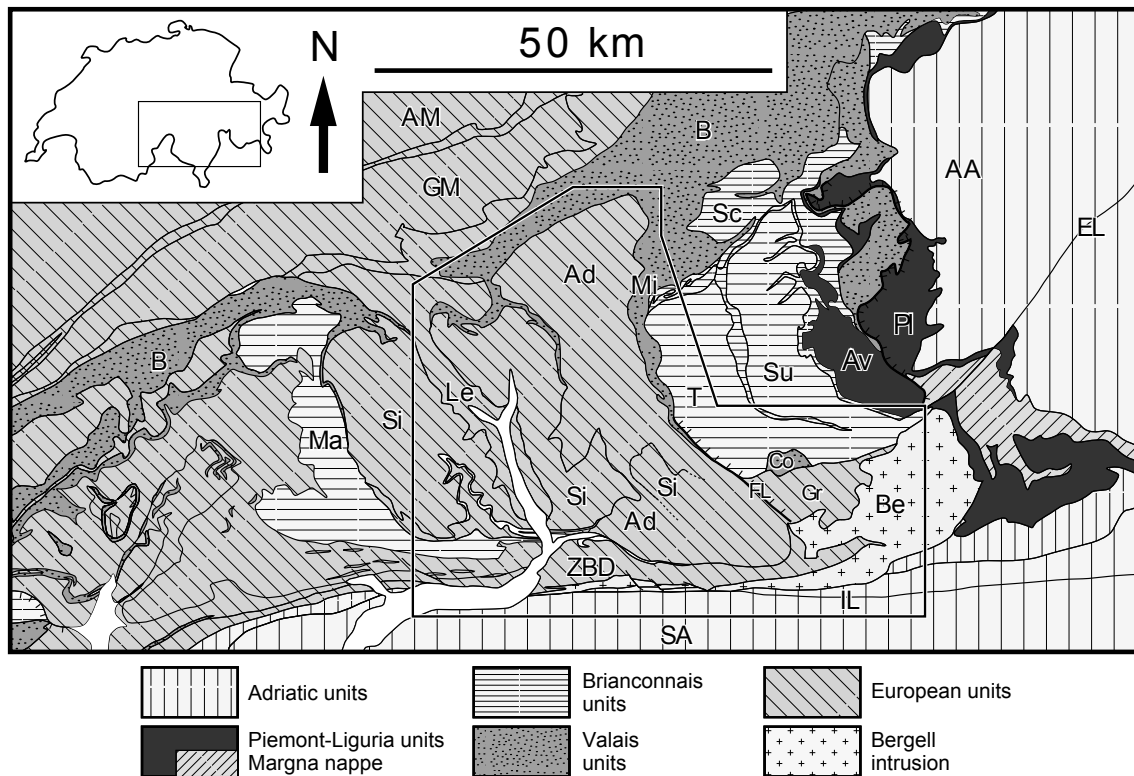 N
50 km
AM
GM
B
AA
EL
Sc
Ad
Mi
Pl
B
Av
Su
Le
T
Si
Ma
Co
Si
Si
FL
Gr
Be
Ad
ZBD
IL
SA
Adriatic units
Brianconnais
units
European units
Piemont-Liguria units
Margna nappe
Valais
units
Bergell
intrusion